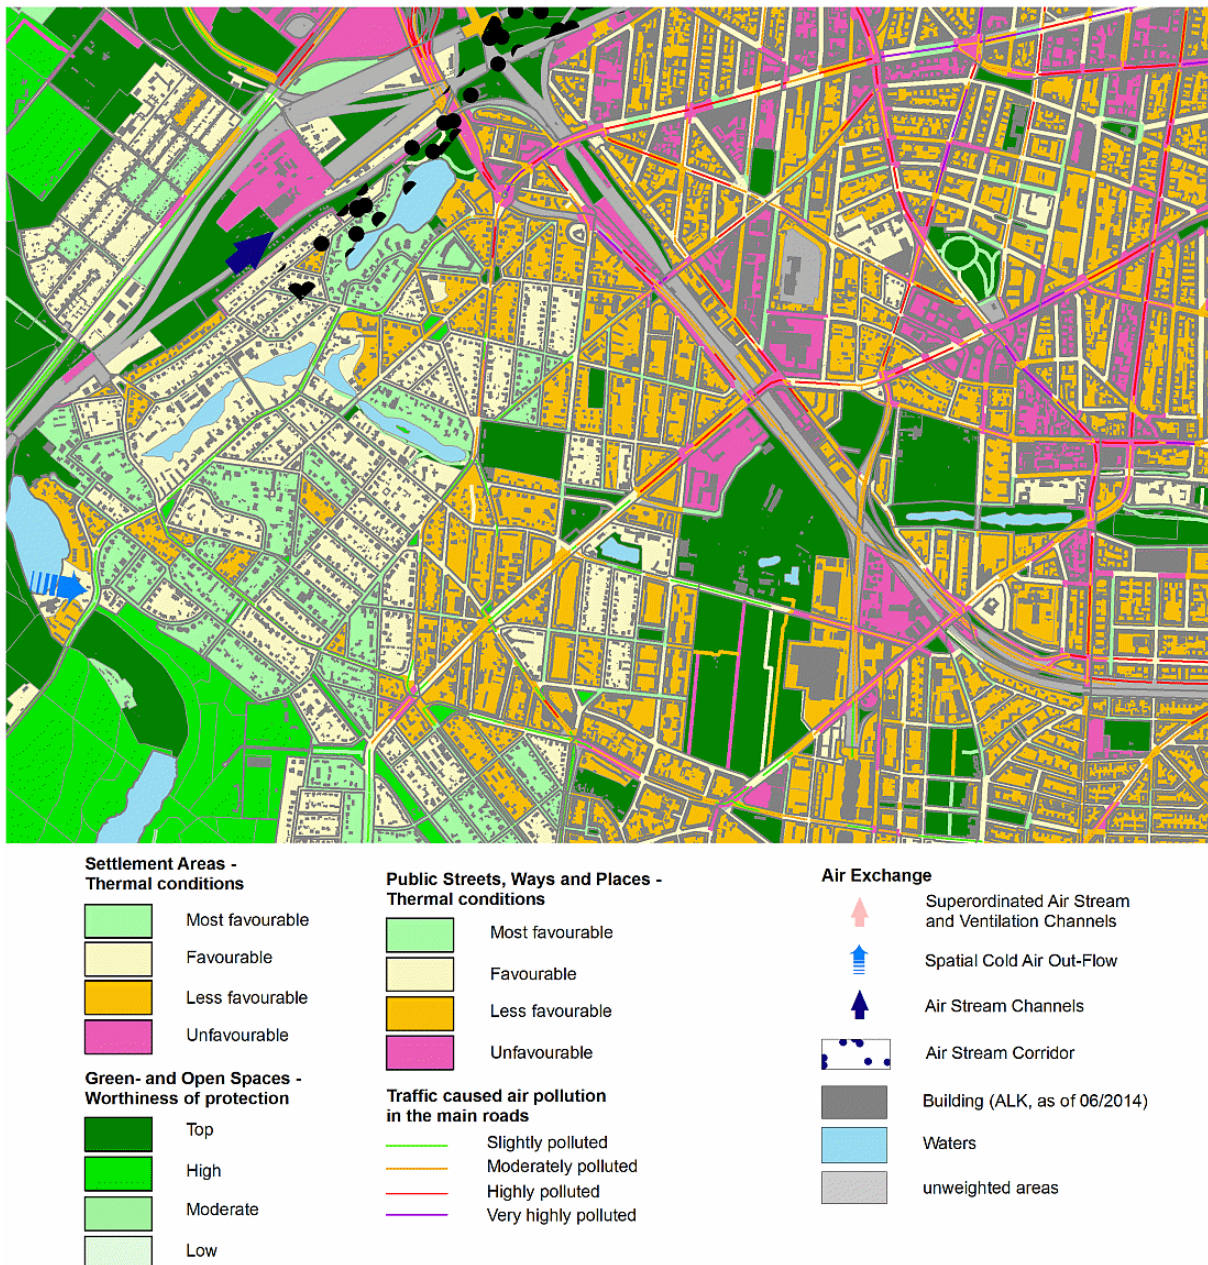 Settlement Areas -
Thermal conditions
Most favourable
Favourable
Less favourable
Unfavourable
Green- and Open Spaces -
Worthiness of protection
Top
High
Moderate
Low
Public Streets, Ways and Places -
Thermal conditions
Most favourable
Favourable
Less favourable
Unfavourable
Traffic caused air pollution
in the main roads
Slightly polluted
Moderately polluted
Highly polluted
Very highly polluted
Air Exchange
Superordinated Air Stream
and Ventilation Channels
Spatial Cold Air Out-Flow
Air Stream Channels
Air Stream Corridor
Building (ALK, as of 06/2014)
Waters
unweighted areas